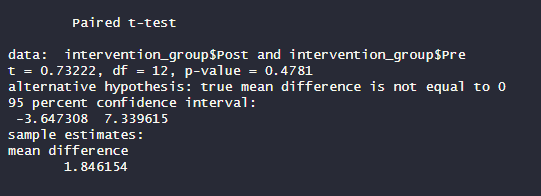 Paired t-test
data:  intervention_group$Post and intervention_group$Pre
t = 0.73222, df = 12, p-value = 0.4781
alternative hypothesis: true mean difference is not equal to 0
95 percent confidence interval:
 -3.647308  7.339615
sample estimates:
mean difference
       1.846154